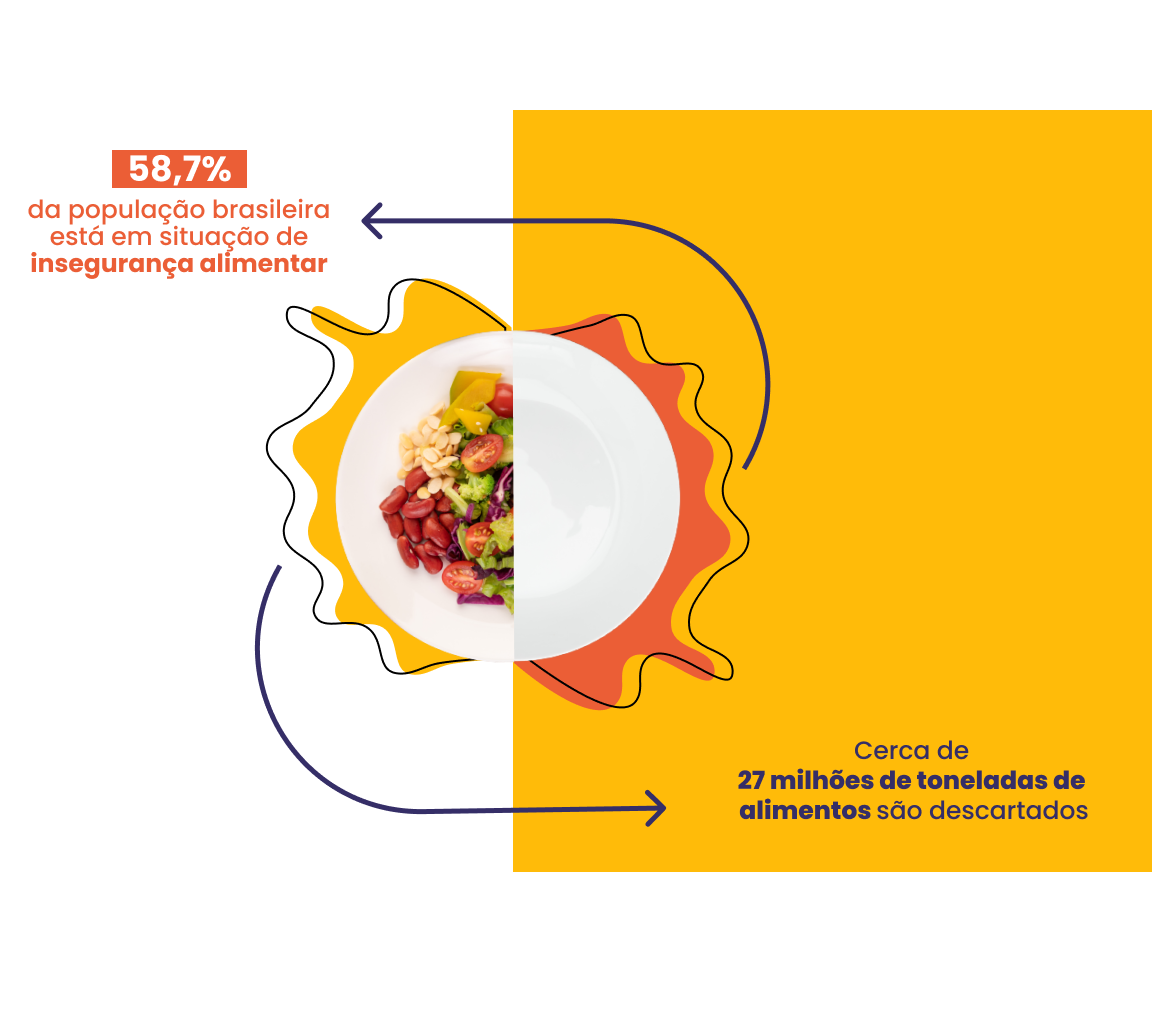 58,7%
da população brasileira
está em situação de
insegurança alimentar
Cerca de
27 milhões de toneladas de
alimentos são descartados